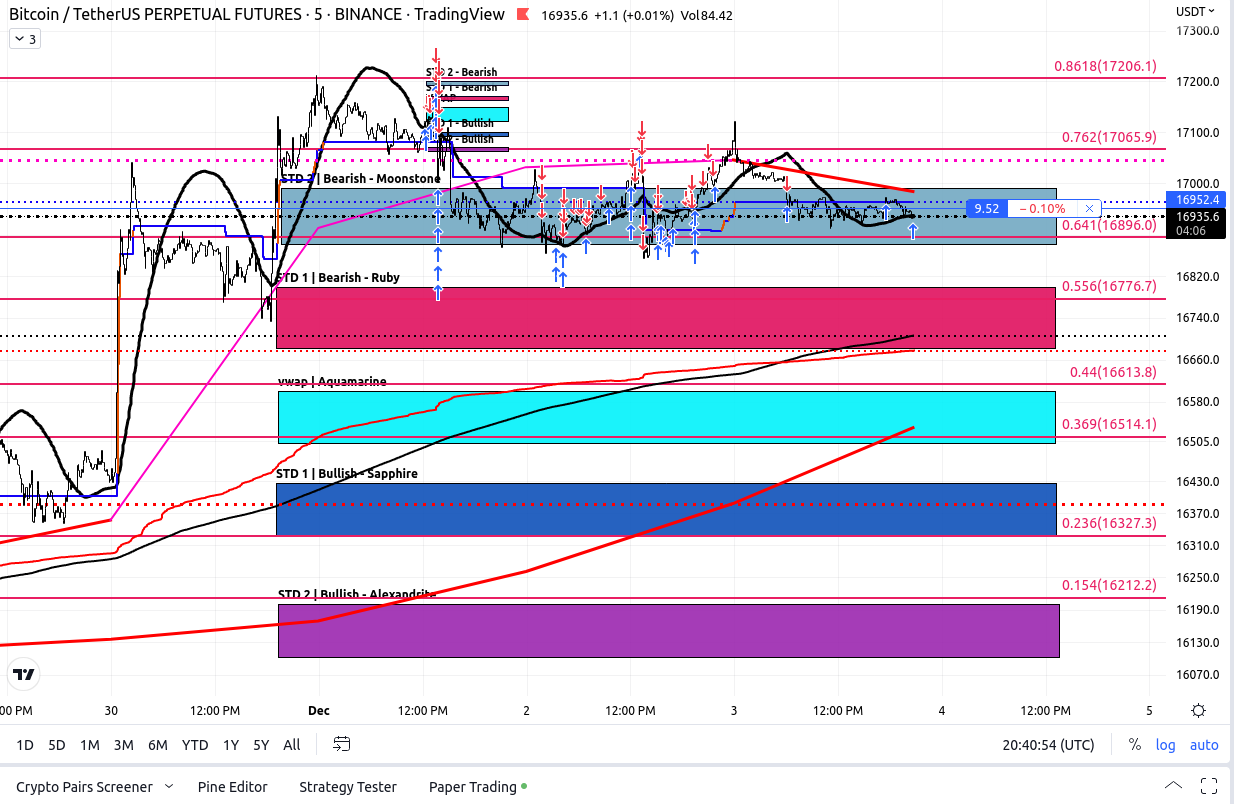 Bitcoin / TetherUS PERPETUAL FUTURES · 5 · BINANCE · TradingView 16935.6 +1.1 (+0.01%) Vol84.42
USDT
3
17300.0
0.8618(17206.1)
17200.0
STD 2 - Bearish
STD 1 - Bearish
17100.0
0.762(17065.9)
- Bullish
- Bullish
17000.0
| Bearish - Moonstone
16952.4
9.52 −0.10%
16935.6
04:06
0.641(16896.0)
16820.0
STD 1 | Bearish - Ruby
0.556(16776.7)
16740.0
16660.0
0.44(16613.8)
vwap | Aquamarine
16580.0
0.369(16514.1)
16505.0
STD 1 | Bullish - Sapphire
16430.0
16370.0
0.236(16327.3)
16310.0
16250.0
0.154(16212.2)
STD 2 | Bullish - Alexandrite
16190.0
16130.0
16070.0
:00 PM 30 12:00 PM Dec 12:00 PM 2 12:00 PM 3 12:00 PM 4 12:00 PM 5
1D 5D 1M 3M 6M YTD 1Y 5Y All 20:40:54 (UTC) % log auto
Crypto Pairs Screener Pine Editor Strategy Tester Paper Trading